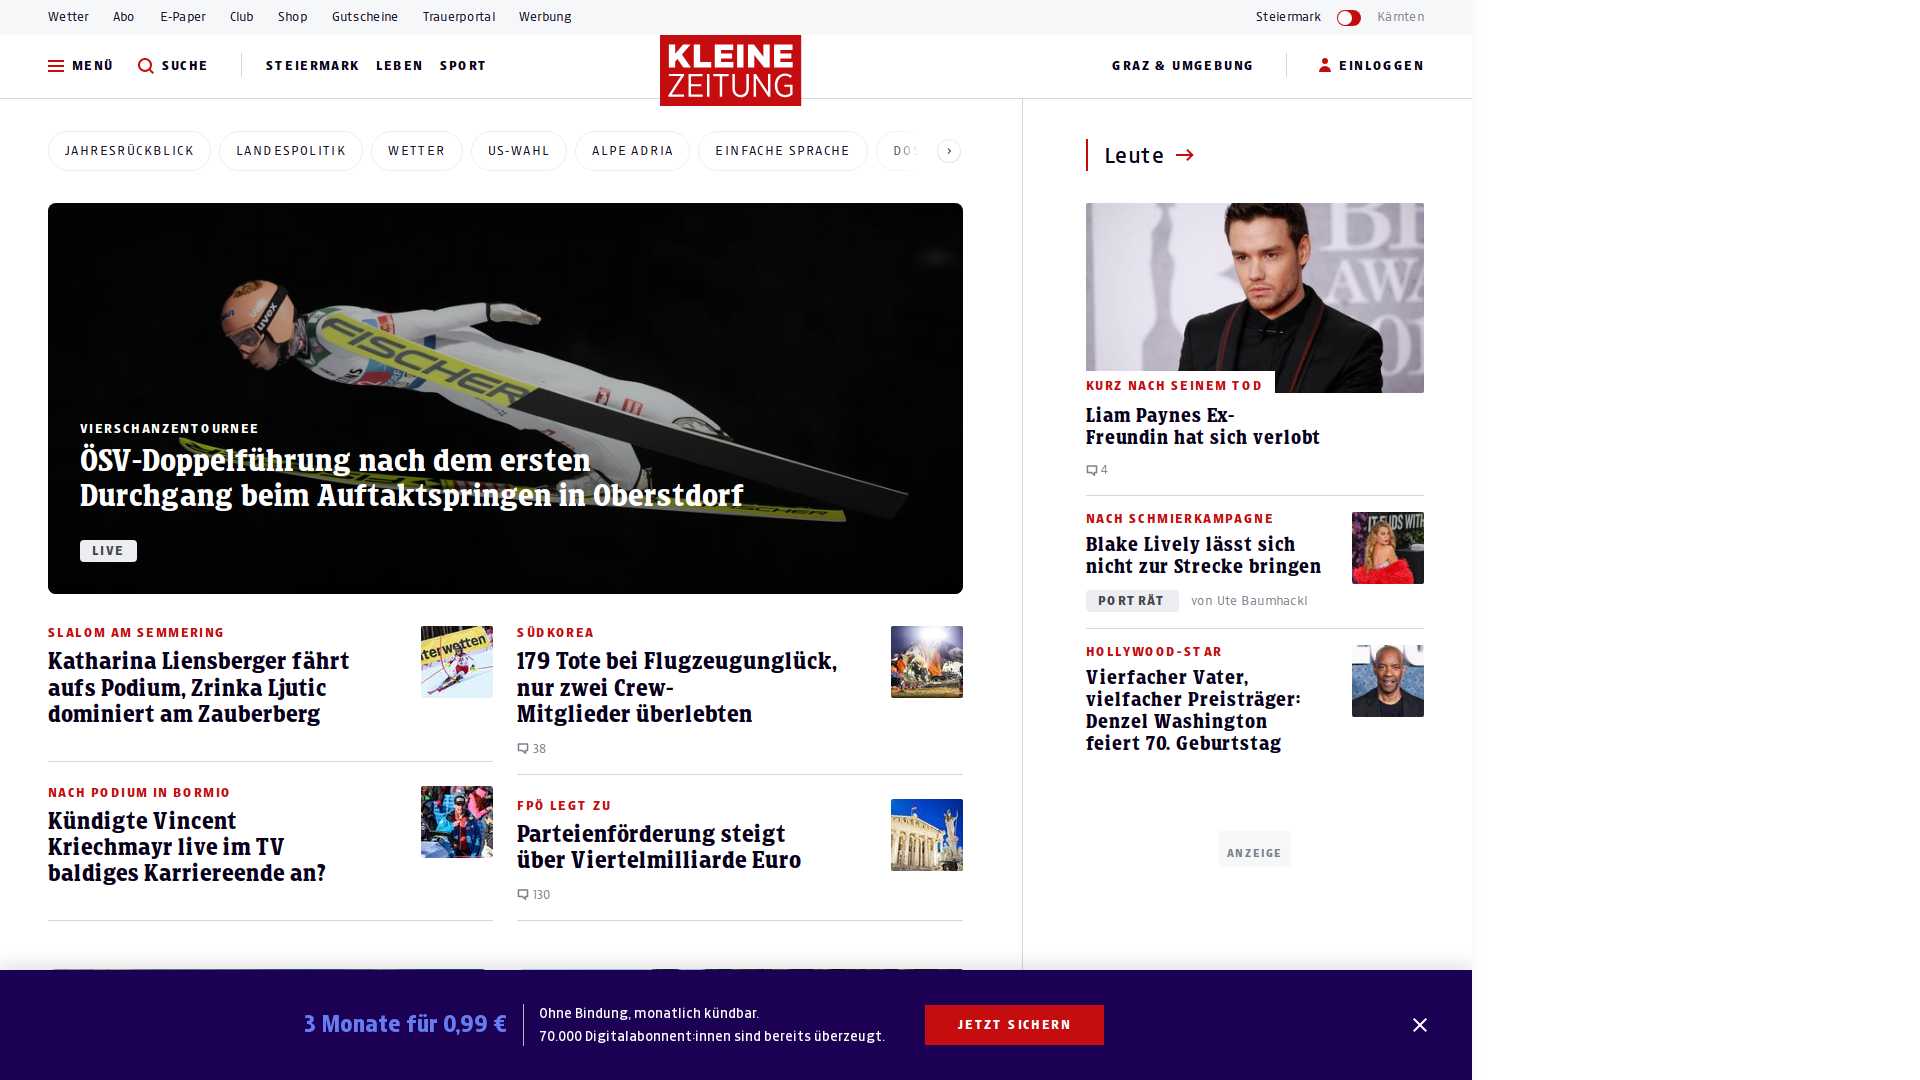 Wetter Abo E-Paper Club Shop Gutscheine Trauerportal Werbung Steiermark Kärnten
MENÜ SUCHE STEIERMARK LEBEN SPORT KLEINE ZEITUNG GRAZ & UMGEBUNG EINLOGGEN
JAHRESRÜCKBLICK LANDESPOLITIK WETTER US-WAHL ALPE ADRIA EINFACHE SPRACHE
FISCHER
uvex
VIERSCHANZENTOURNEE
ÖSV-Doppelführung nach dem ersten
Durchgang beim Auftaktspringen in Oberstdorf
LIVE
SLALOM AM SEMMERING
Katharina Liensberger fährt
aufs Podium, Zrinka Ljutic
dominiert am Zauberberg
NACH PODIUM IN BORMIO
Kündigte Vincent
Kriechmayr live im TV
baldiges Karriereende an?
SÜDKOREA
179 Tote bei Flugzeugunglück,
nur zwei Crew-
Mitglieder überlebten
38
FPÖ LEGT ZU
Parteienförderung steigt
über Viertelmilliarde Euro
130
Leute
KURZ NACH SEINEM TOD
Liam Paynes Ex-
Freundin hat sich verlobt
4
NACH SCHMIERKAMPAGNE
Blake Lively lässt sich
nicht zur Strecke bringen
PORTRÄT von Ute Baumhackl
HOLLYWOOD-STAR
Vierfacher Vater,
vielfacher Preisträger:
Denzel Washington
feiert 70. Geburtstag
ANZEIGE
3 Monate für 0,99 €
Ohne Bindung, monatlich kündbar.
70.000 Digitalabonnent:innen sind bereits überzeugt.
JETZT SICHERN